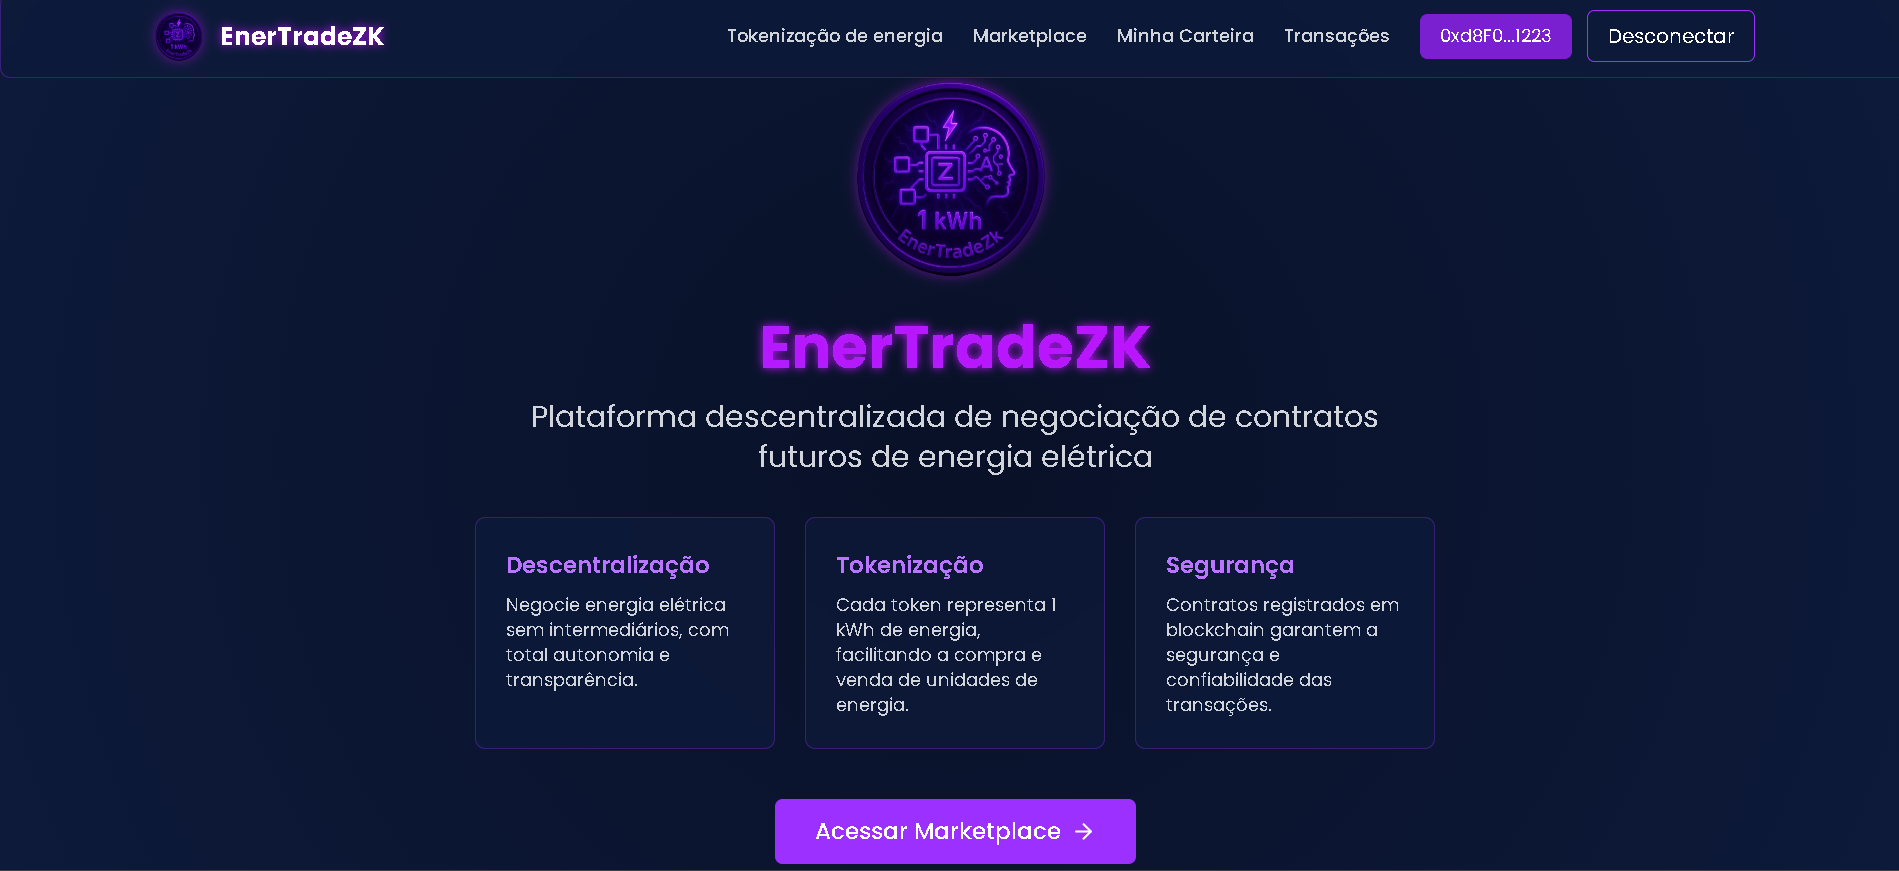 EnerTradeZK
Tokenização de energia
Marketplace
Minha Carteira
Transações
0xd8F0...1223
Desconectar
Z
A
1 kWh
EnerTradeZk
EnerTradeZK
Plataforma descentralizada de negociação de contratos
futuros de energia elétrica
Descentralização
Negocie energia elétrica
sem intermediários, com
total autonomia e
transparência.
Tokenização
Cada token representa 1
kWh de energia,
facilitando a compra e
venda de unidades de
energia.
Segurança
Contratos registrados em
blockchain garantem a
segurança e
confiabilidade das
transações.
Acessar Marketplace →